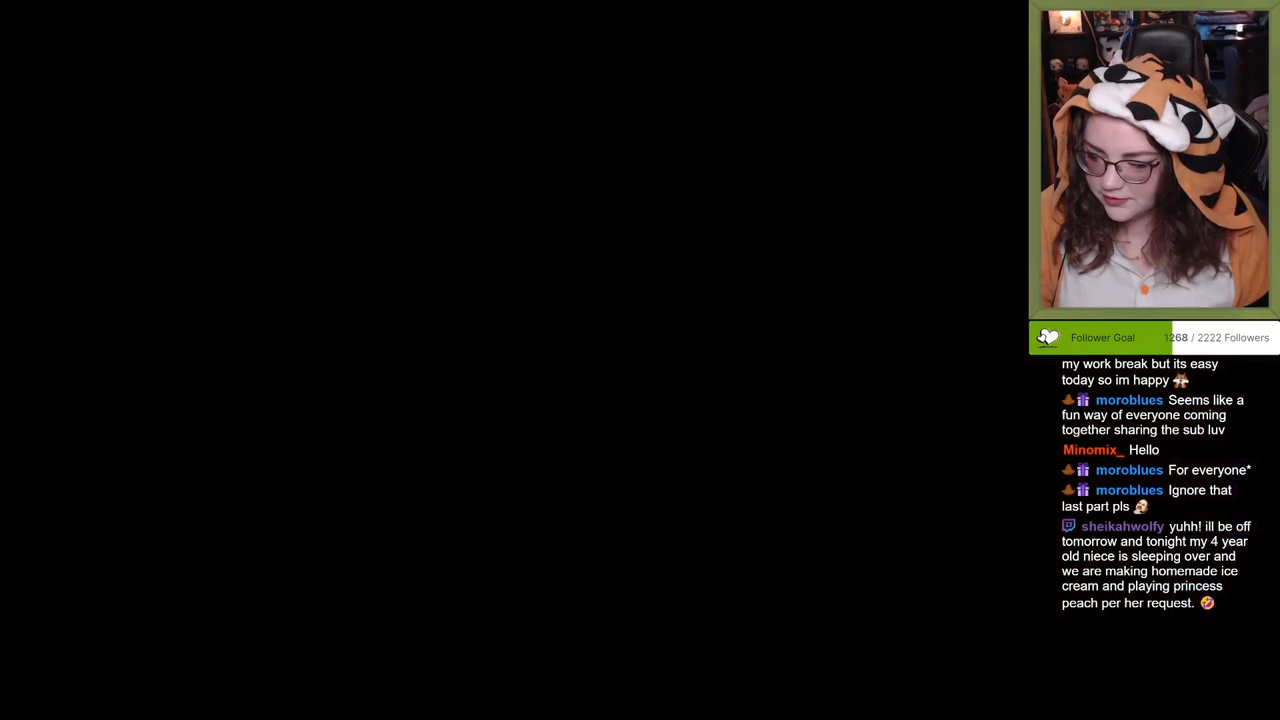 Follower Goal 1268 / 2222 Followers
my work break but its easy
today so im happy
moroblues Seems like a
fun way of everyone coming
together sharing the sub luv
Minomix_ Hello
moroblues For everyone*
moroblues Ignore that
last part pls
sheikahwolfy yuhh! ill be off
tomorrow and tonight my 4 year
old niece is sleeping over and
we are making homemade ice
cream and playing princess
peach per her request.